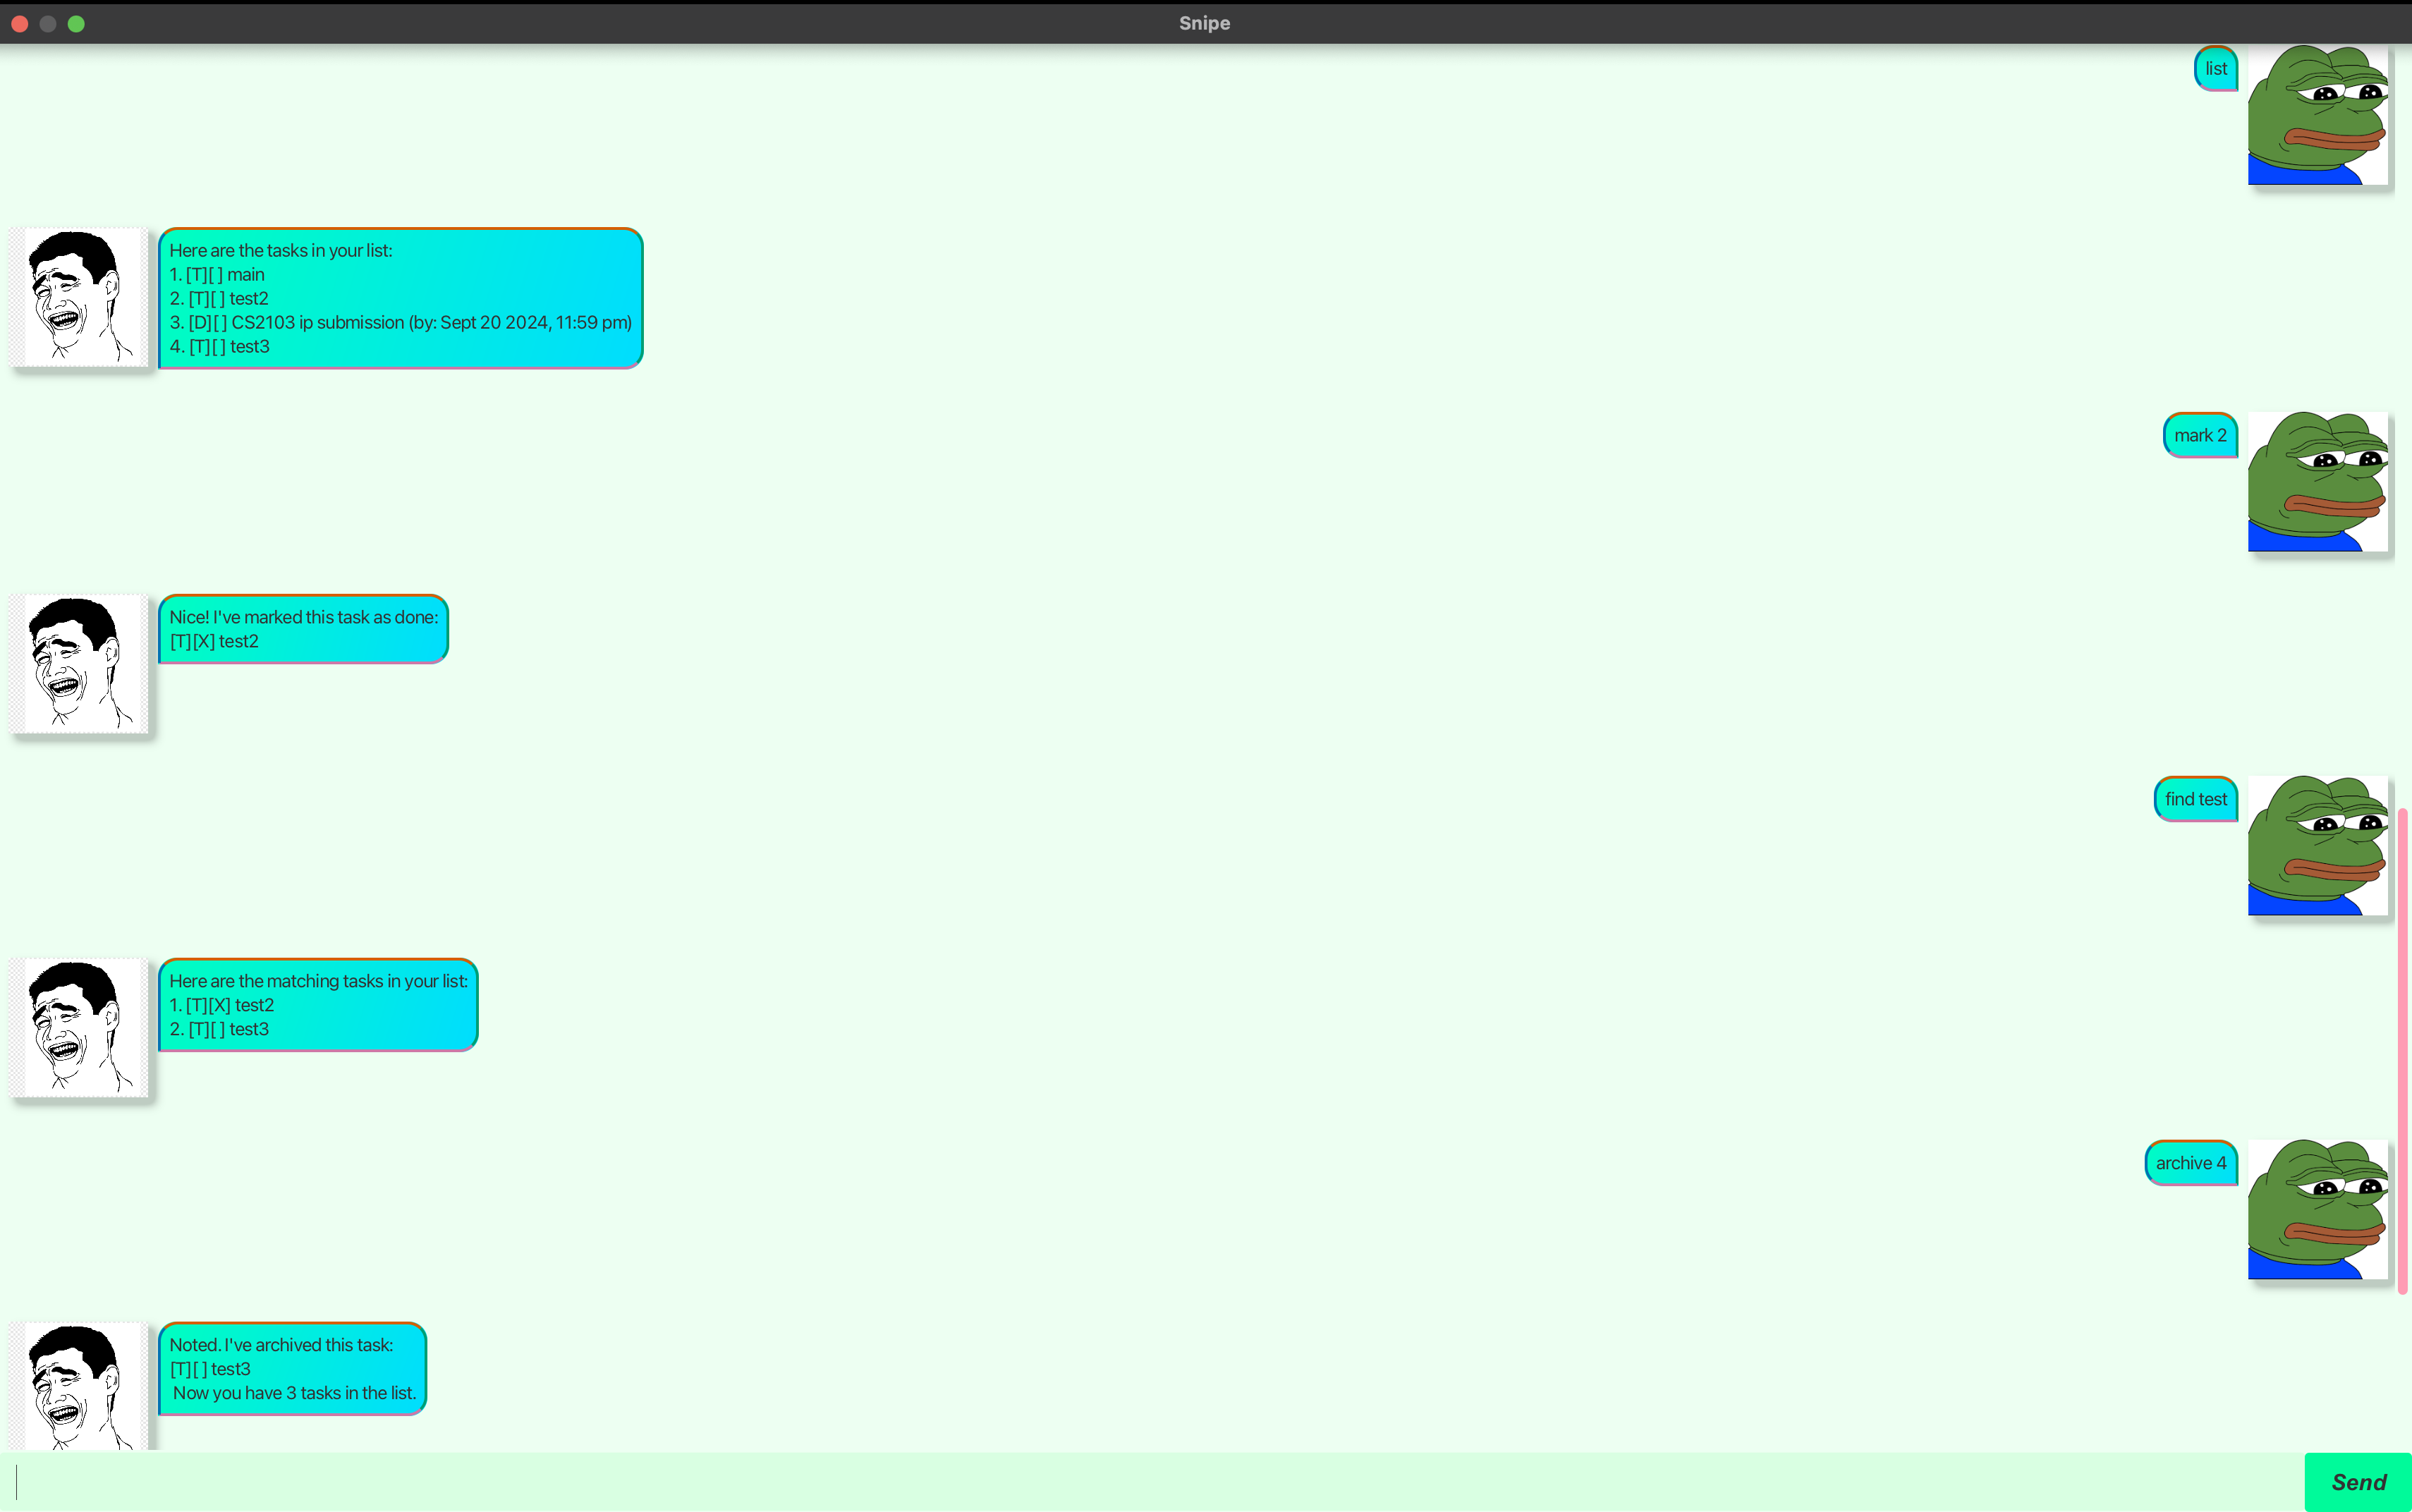 Snipe
list
Here are the tasks in your list:
1. [T][ ] main
2. [T][ ] test2
3. [D][ ] CS2103 ip submission (by: Sept 20 2024, 11:59 pm)
4. [T][ ] test3
mark 2
Nice! I've marked this task as done:
[T][X] test2
find test
Here are the matching tasks in your list:
1. [T][X] test2
2. [T][ ] test3
archive 4
Noted. I've archived this task:
[T][ ] test3
Now you have 3 tasks in the list.
Send